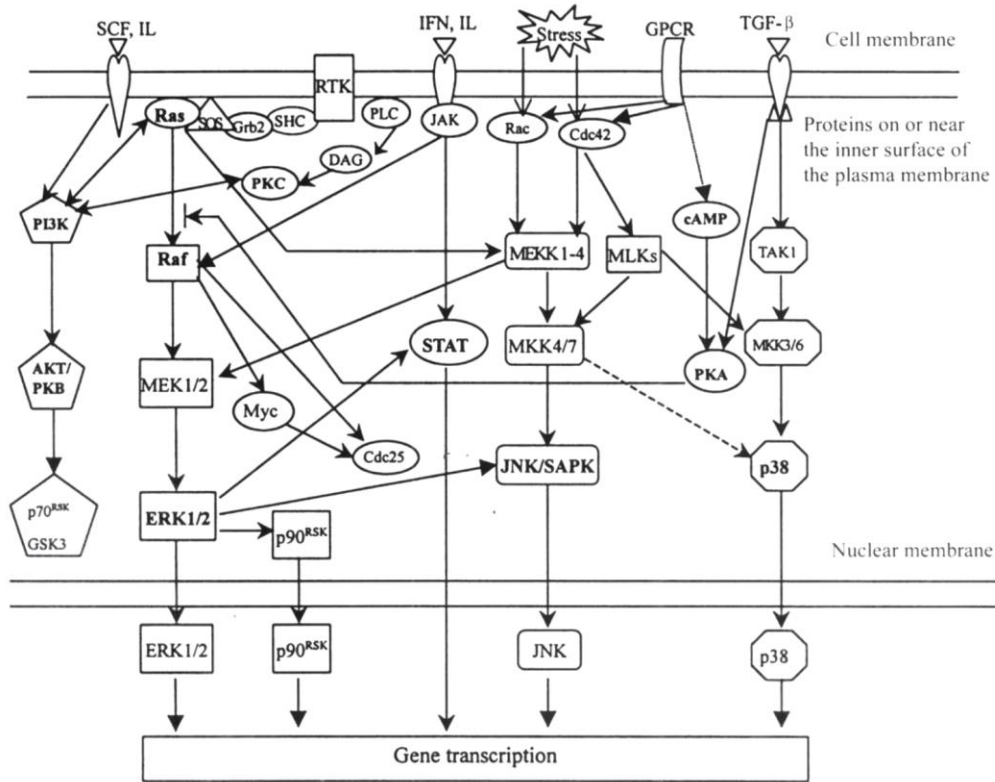 SCF, IL
IFN, IL
Stress
GPCR
TGF-β
Cell membrane
RTK
Ras
SOS
Grb2
SHC
PLC
JAK
Rac
Cdc42
Proteins on or near
the inner surface of
the plasma membrane
DAG
PKC
PI3K
cAMP
Raf
MEKK1-4
MLKs
TAK1
STAT
MKK4/7
MKK3/6
AKT/
PKB
MEK1/2
PKA
Myc
Cdc25
JNK/SAPK
p38
p70RSK
GSK3
ERK1/2
p90RSK
Nuclear membrane
ERK1/2
p90RSK
JNK
p38
Gene transcription